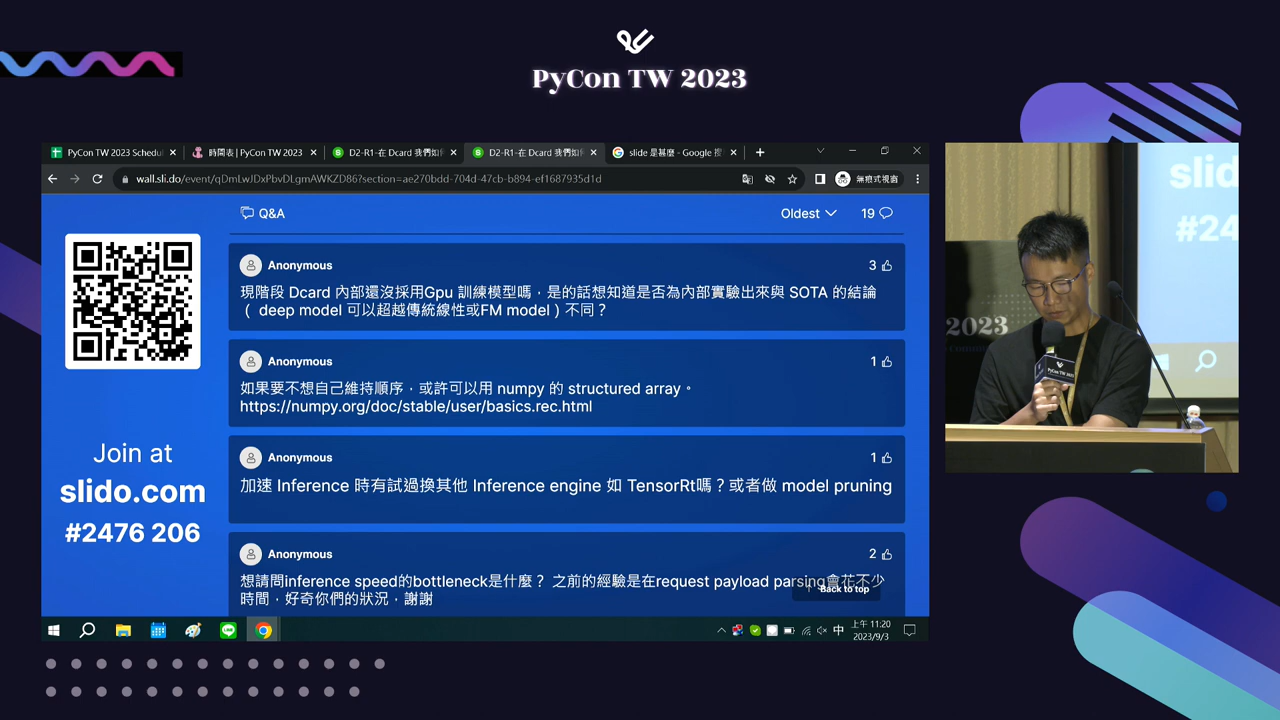 PyCon TW 2023
PyCon TW 2023 Schedul
時間表 | PyCon TW 2023
D2-R1-在 Dcard 我們如何
D2-R1-在 Dcard 我們如何
slide 是甚麼 - Google 搜
wall.sli.do/event/qDmLwJDxPbvDLgmAWKZD86?section=ae270bdd-704d-47cb-b894-ef1687935d1d
無痕式視窗
Q&A
Oldest
19
Anonymous
3
現階段 Dcard 內部還沒採用Gpu 訓練模型嗎，是的話想知道是否為內部實驗出來與 SOTA 的結論
（ deep model 可以超越傳統線性或FM model ) 不同？
Anonymous
1
如果要不想自己維持順序，或許可以用 numpy 的 structured array。
https://numpy.org/doc/stable/user/basics.rec.html
Anonymous
1
加速 Inference 時有試過換其他 Inference engine 如 TensorRt嗎？或者做 model pruning
Anonymous
2
想請問inference speed的bottleneck是什麼？ 之前的經驗是在request payload parsing會花不少
時間，好奇你們的狀況，謝謝
Back to top
Join at
slido.com
#2476 206
中
上午 11:20
2023/9/3
slid
#24
2023
PyCon TW 2023